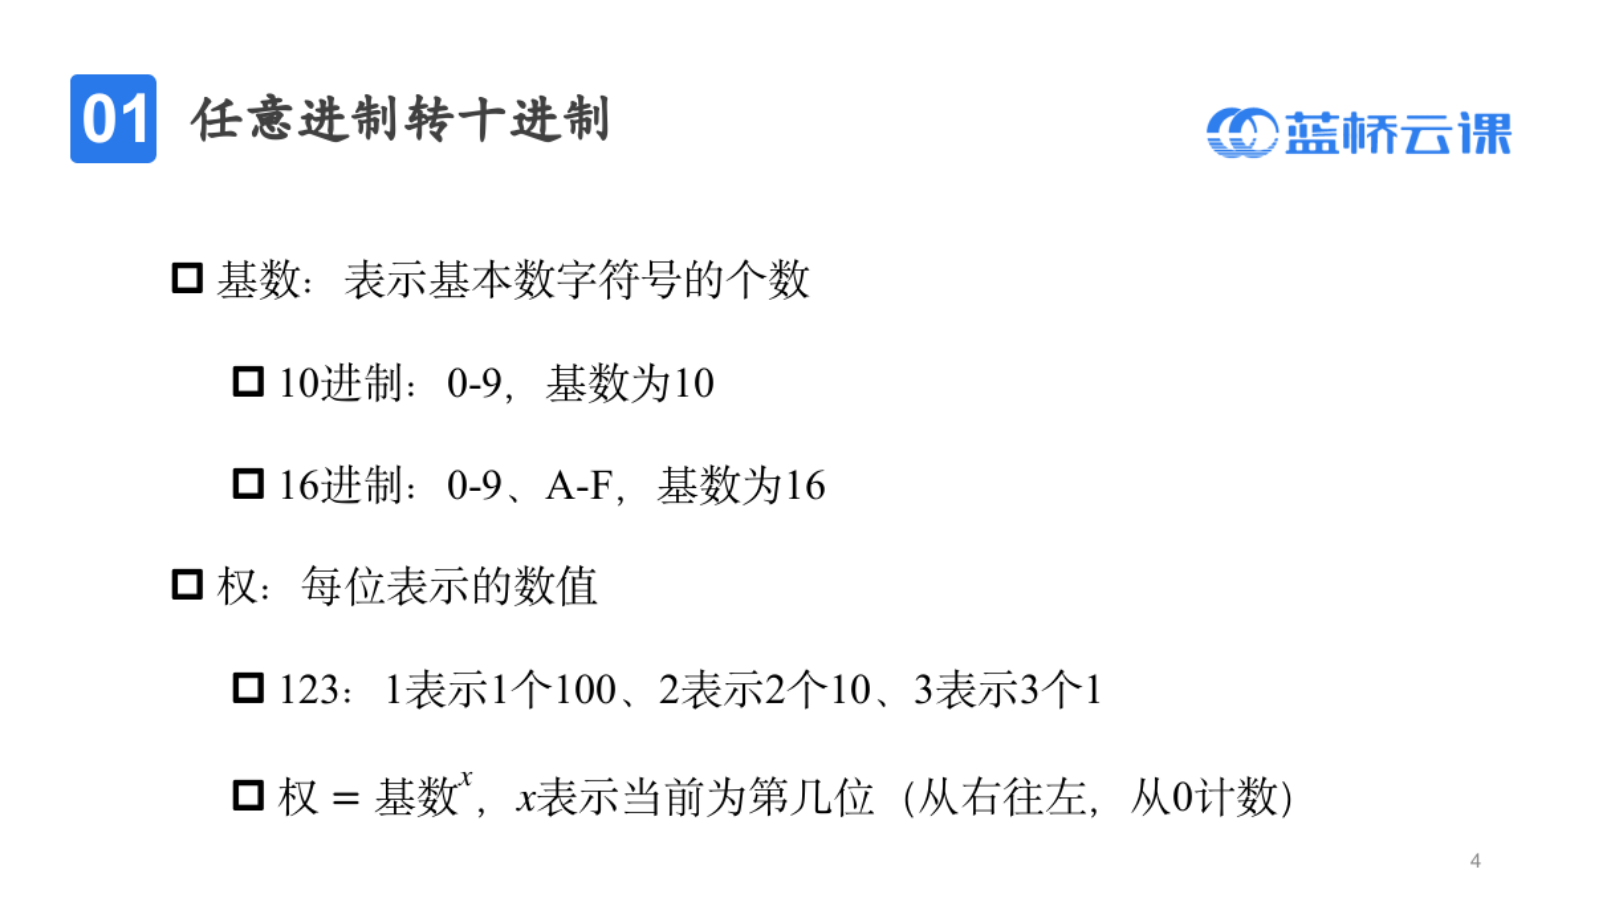 01 任意进制转十进制
蓝桥云课
基数：表示基本数字符号的个数
10进制：0-9，基数为10
16进制：0-9、A-F，基数为16
权：每位表示的数值
123：1表示1个100、2表示2个10、3表示3个1
权 = 基数ˣ，x表示当前为第几位（从右往左，从0计数）
4